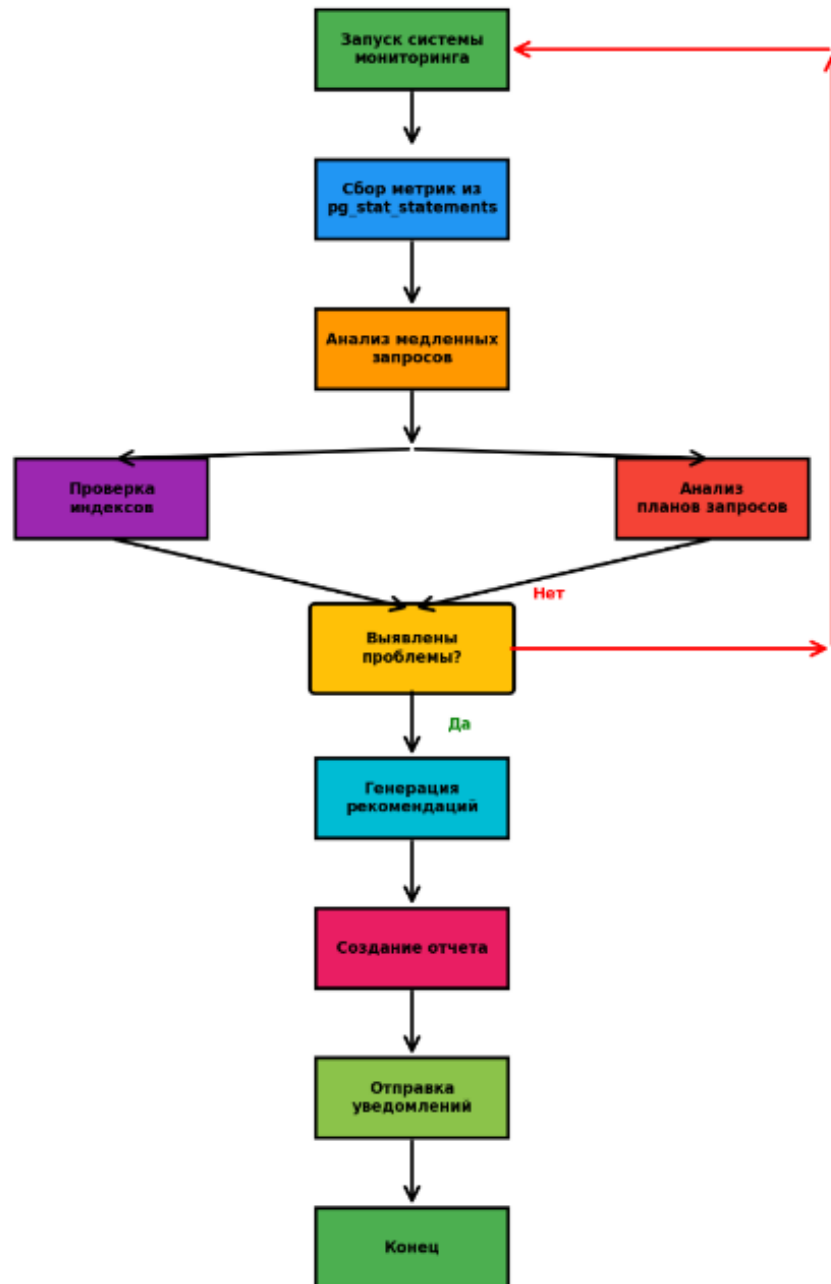 Запуск системы
мониторинга
Сбор метрик из
pg_stat_statements
Анализ медленных
запросов
Проверка
индексов
Анализ
планов запросов
Нет
Выявлены
проблемы?
Да
Генерация
рекомендаций
Создание отчета
Отправка
уведомлений
Конец